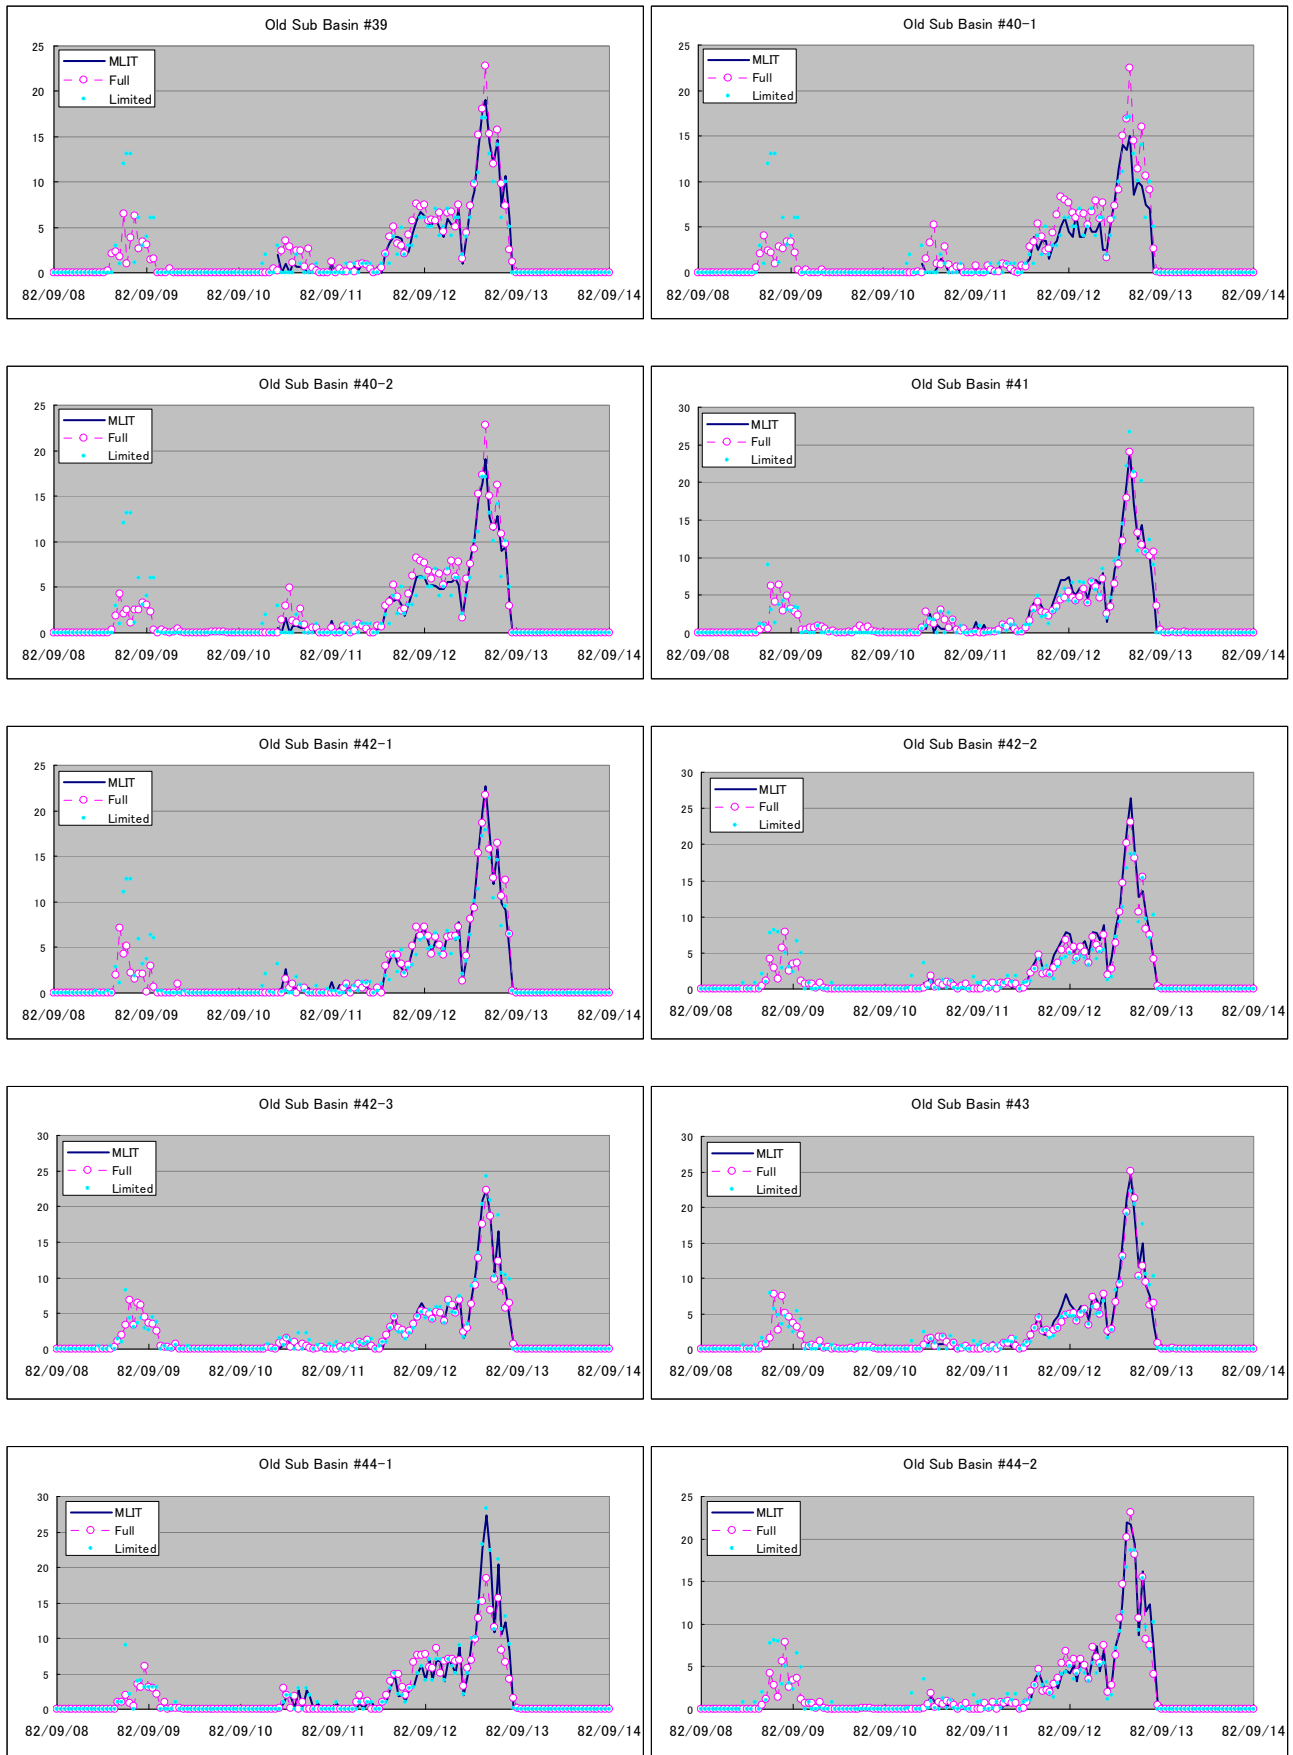 Old Sub Basin #39
25
20
15
10
5
0
MLIT
Full
Limited
82/09/08 82/09/09 82/09/10 82/09/11 82/09/12 82/09/13 82/09/14
Old Sub Basin #40-1
25
20
15
10
5
0
MLIT
Full
Limited
82/09/08 82/09/09 82/09/10 82/09/11 82/09/12 82/09/13 82/09/14
Old Sub Basin #40-2
25
20
15
10
5
0
MLIT
Full
Limited
82/09/08 82/09/09 82/09/10 82/09/11 82/09/12 82/09/13 82/09/14
Old Sub Basin #41
30
25
20
15
10
5
0
MLIT
Full
Limited
82/09/08 82/09/09 82/09/10 82/09/11 82/09/12 82/09/13 82/09/14
Old Sub Basin #42-1
25
20
15
10
5
0
MLIT
Full
Limited
82/09/08 82/09/09 82/09/10 82/09/11 82/09/12 82/09/13 82/09/14
Old Sub Basin #42-2
30
25
20
15
10
5
0
MLIT
Full
Limited
82/09/08 82/09/09 82/09/10 82/09/11 82/09/12 82/09/13 82/09/14
Old Sub Basin #42-3
30
25
20
15
10
5
0
MLIT
Full
Limited
82/09/08 82/09/09 82/09/10 82/09/11 82/09/12 82/09/13 82/09/14
Old Sub Basin #43
30
25
20
15
10
5
0
MLIT
Full
Limited
82/09/08 82/09/09 82/09/10 82/09/11 82/09/12 82/09/13 82/09/14
Old Sub Basin #44-1
30
25
20
15
10
5
0
MLIT
Full
Limited
82/09/08 82/09/09 82/09/10 82/09/11 82/09/12 82/09/13 82/09/14
Old Sub Basin #44-2
25
20
15
10
5
0
MLIT
Full
Limited
82/09/08 82/09/09 82/09/10 82/09/11 82/09/12 82/09/13 82/09/14